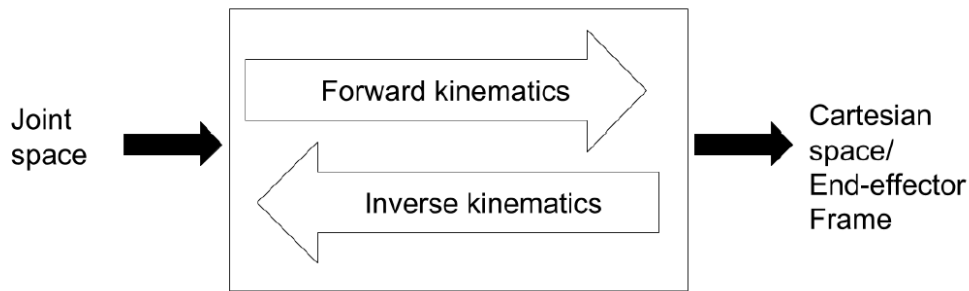 Joint
space
Forward kinematics
Inverse kinematics
Cartesian
space/
End-effector
Frame